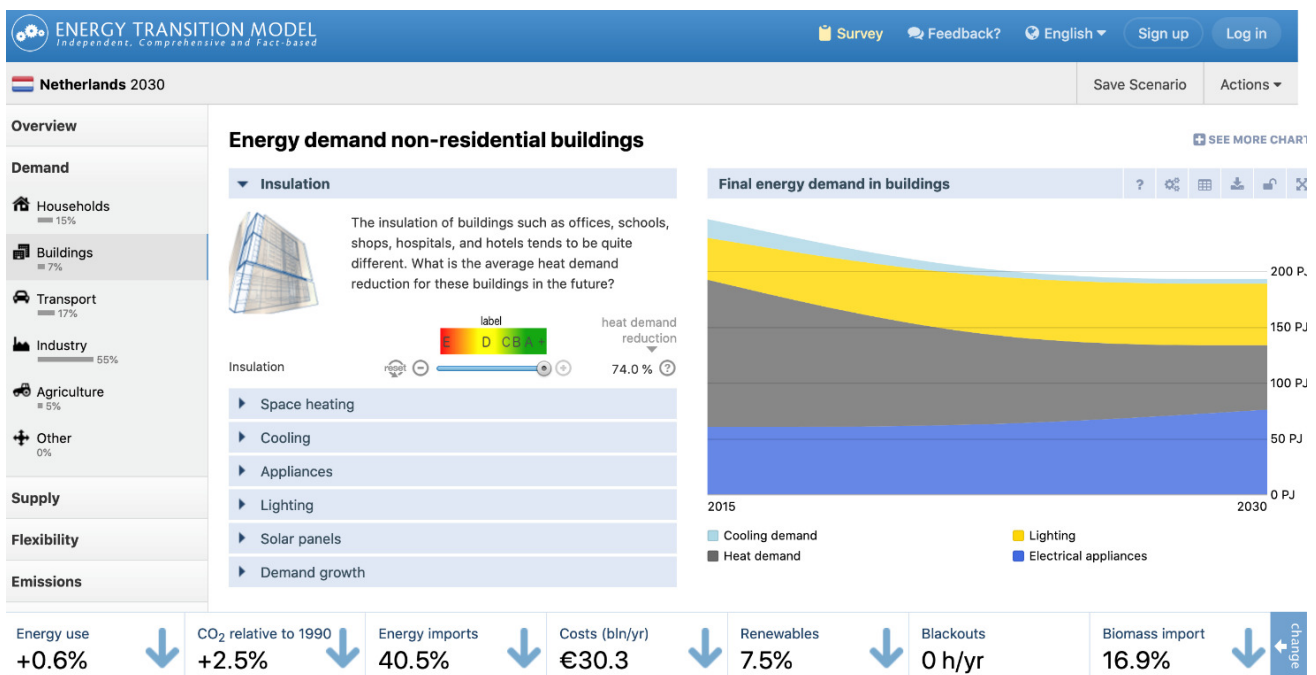 ENERGY TRANSITION MODEL
Independent. Comprehensive and Fact-based
Survey
Feedback?
English
Sign up
Log in
Netherlands 2030
Save Scenario
Actions
Overview
Demand
Households
15%
Buildings
7%
Transport
17%
Industry
55%
Agriculture
5%
Other
0%
Supply
Flexibility
Emissions
Energy demand non-residential buildings
SEE MORE CHART
Insulation
The insulation of buildings such as offices, schools,
shops, hospitals, and hotels tends to be quite
different. What is the average heat demand
reduction for these buildings in the future?
label
heat demand
reduction
E D C B A +
Insulation
reset
74.0 % ?
Space heating
Cooling
Appliances
Lighting
Solar panels
Demand growth
Final energy demand in buildings
?
200 PJ
150 PJ
100 PJ
50 PJ
0 PJ
2015 2030
Cooling demand
Lighting
Heat demand
Electrical appliances
Energy use
+0.6%
CO₂ relative to 1990
+2.5%
Energy imports
40.5%
Costs (bln/yr)
€30.3
Renewables
7.5%
Blackouts
0 h/yr
Biomass import
16.9%
change